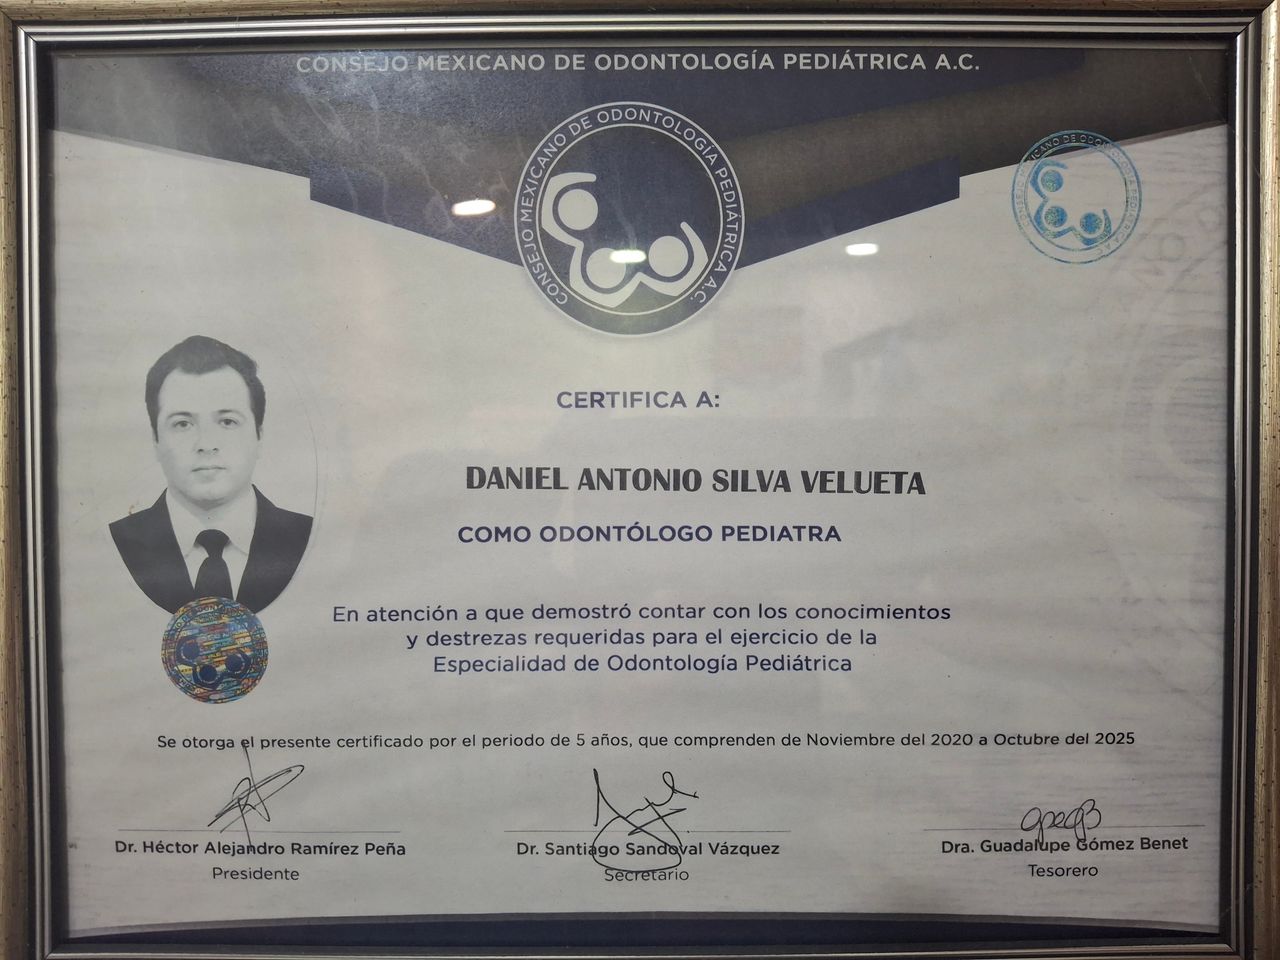 CONSEJO MEXICANO DE ODONTOLOGÍA PEDIÁTRICA A.C.
CONSEJO MEXICANO DE ODONTOLOGÍA PEDIÁTRICA A.C.
CERTIFICA A:
DANIEL ANTONIO SILVA VELUETA
COMO ODONTÓLOGO PEDIATRA
En atención a que demostró contar con los conocimientos
y destrezas requeridas para el ejercicio de la
Especialidad de Odontología Pediátrica
Se otorga el presente certificado por el periodo de 5 años, que comprenden de Noviembre del 2020 a Octubre del 2025
Dr. Héctor Alejandro Ramírez Peña
Presidente
Dr. Santiago Sandoval Vázquez
Secretario
Dra. Guadalupe Gómez Benet
Tesorero